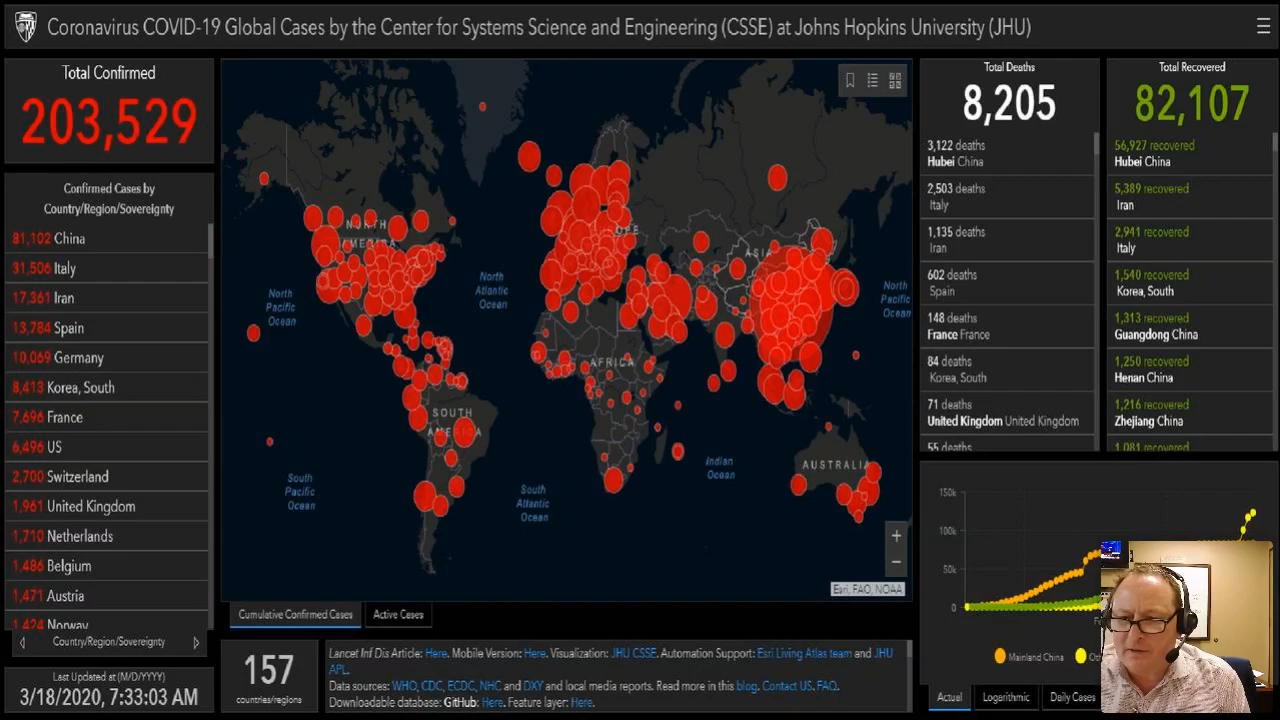 Coronavirus COVID-19 Global Cases by the Center for Systems Science and Engineering (CSSE) at Johns Hopkins University (JHU)
Total Confirmed
203,529
Confirmed Cases by
Country/Region/Sovereignty
81,102 China
31,506 Italy
17,361 Iran
13,784 Spain
10,069 Germany
8,413 Korea, South
7,696 France
6,496 US
2,700 Switzerland
1,961 United Kingdom
1,710 Netherlands
1,486 Belgium
1,471 Austria
1,424 Norway
Country/Region/Sovereignty
Last Updated at (M/D/YYYY)
3/18/2020, 7:33:03 AM
NORTH
AMERICA
North
Pacific
Ocean
North
Atlantic
Ocean
ASIA
AFRICA
North
Pacific
Ocean
SOUTH
AMERICA
South
Pacific
Ocean
South
Atlantic
Ocean
Indian
Ocean
AUSTRALIA
+
−
Esri, FAO, NOAA
Cumulative Confirmed Cases
Active Cases
157
countries/regions
Lancet Inf Dis Article: Here. Mobile Version: Here. Visualization: JHU CSSE. Automation Support: Esri Living Atlas team and JHU
APL.
Data sources: WHO, CDC, ECDC, NHC and DXY and local media reports. Read more in this blog. Contact US. FAQ.
Downloadable database: GitHub: Here. Feature layer: Here.
Total Deaths
8,205
3,122 deaths
Hubei China
2,503 deaths
Italy
1,135 deaths
Iran
602 deaths
Spain
148 deaths
France France
84 deaths
Korea, South
71 deaths
United Kingdom United Kingdom
55 deaths
Total Recovered
82,107
56,927 recovered
Hubei China
5,389 recovered
Iran
2,941 recovered
Italy
1,540 recovered
Korea, South
1,313 recovered
Guangdong China
1,250 recovered
Henan China
1,216 recovered
Zhejiang China
1,081 recovered
150k
100k
50k
0
Mainland China
Actual
Logarithmic
Daily Cases